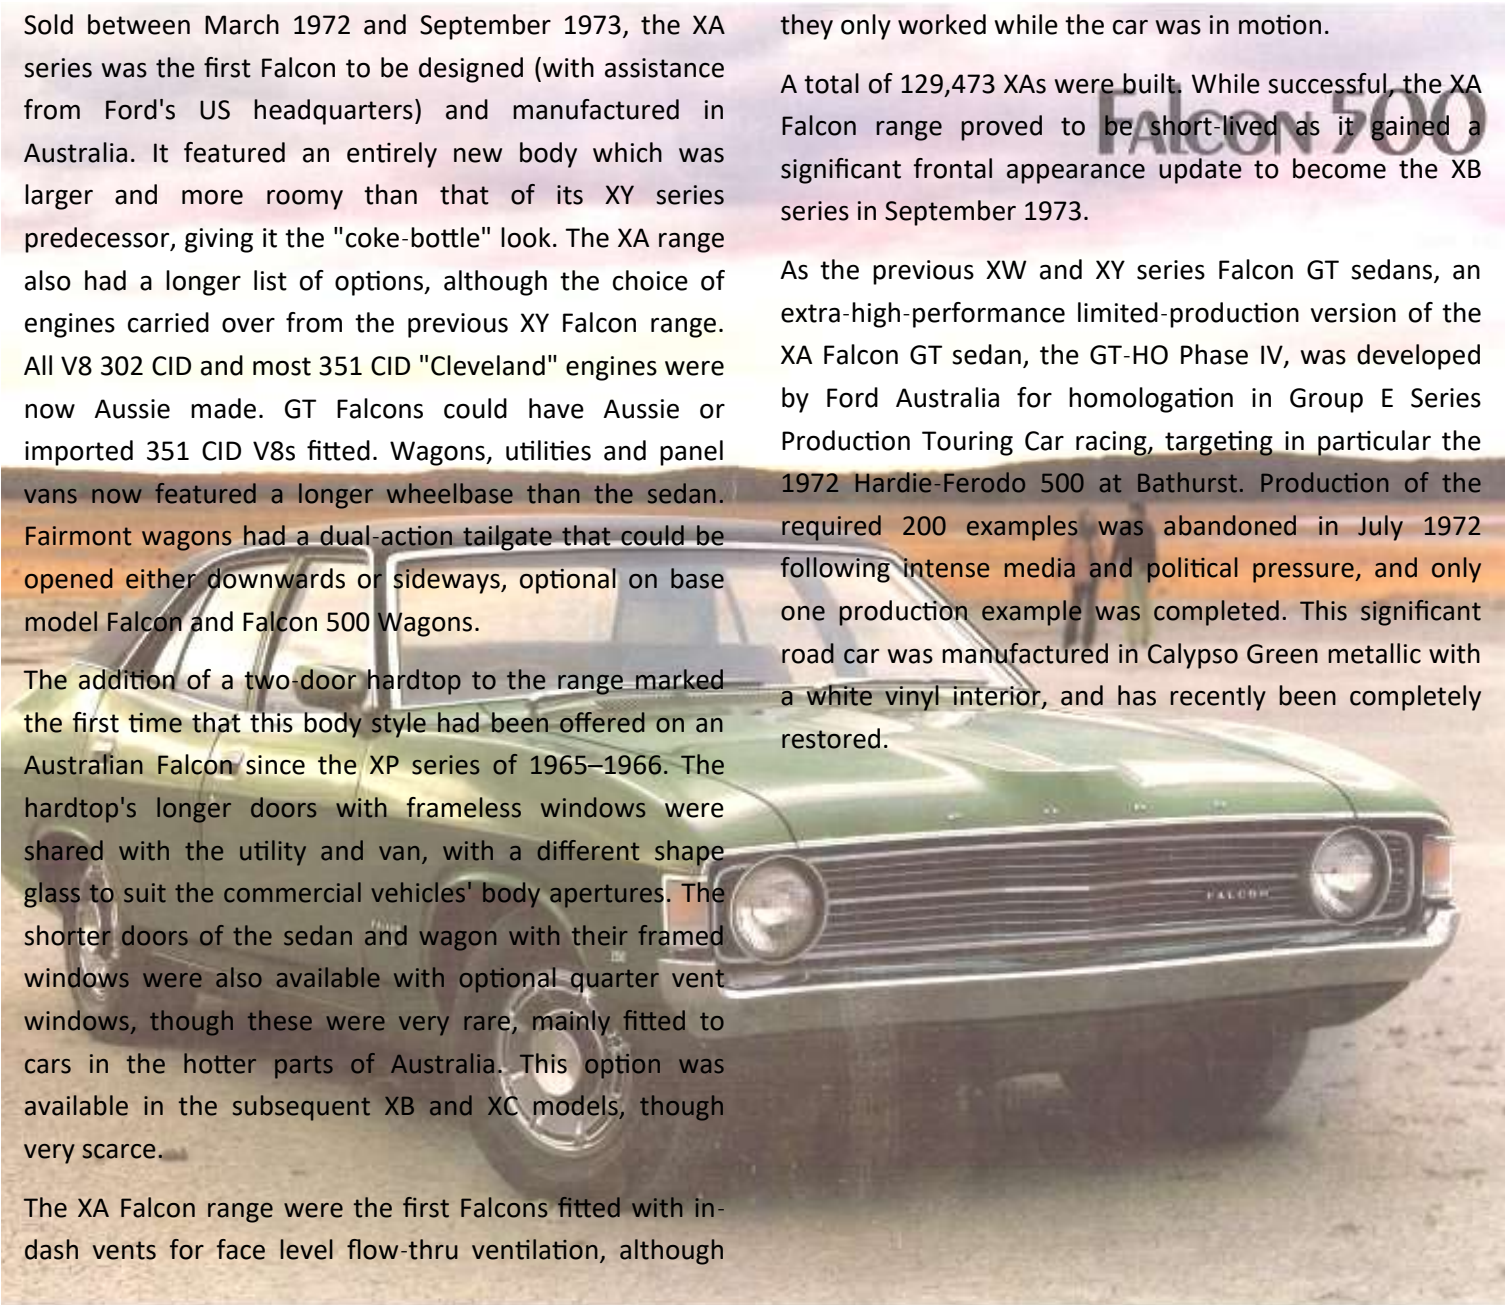 Sold between March 1972 and September 1973, the XA
series was the first Falcon to be designed (with assistance
from Ford's US headquarters) and manufactured in
Australia. It featured an entirely new body which was
larger and more roomy than that of its XY series
predecessor, giving it the "coke-bottle" look. The XA range
also had a longer list of options, although the choice of
engines carried over from the previous XY Falcon range.
All V8 302 CID and most 351 CID "Cleveland" engines were
now Aussie made. GT Falcons could have Aussie or
imported 351 CID V8s fitted. Wagons, utilities and panel
vans now featured a longer wheelbase than the sedan.
Fairmont wagons had a dual-action tailgate that could be
opened either downwards or sideways, optional on base
model Falcon and Falcon 500 Wagons.
The addition of a two-door hardtop to the range marked
the first time that this body style had been offered on an
Australian Falcon since the XP series of 1965–1966. The
hardtop's longer doors with frameless windows were
shared with the utility and van, with a different shape
glass to suit the commercial vehicles' body apertures. The
shorter doors of the sedan and wagon with their framed
windows were also available with optional quarter vent
windows, though these were very rare, mainly fitted to
cars in the hotter parts of Australia. This option was
available in the subsequent XB and XC models, though
very scarce.
The XA Falcon range were the first Falcons fitted with in-
dash vents for face level flow-thru ventilation, although
they only worked while the car was in motion.
A total of 129,473 XAs were built. While successful, the XA
Falcon range proved to be short-lived as it gained a
significant frontal appearance update to become the XB
series in September 1973.
As the previous XW and XY series Falcon GT sedans, an
extra-high-performance limited-production version of the
XA Falcon GT sedan, the GT-HO Phase IV, was developed
by Ford Australia for homologation in Group E Series
Production Touring Car racing, targeting in particular the
1972 Hardie-Ferodo 500 at Bathurst. Production of the
required 200 examples was abandoned in July 1972
following intense media and political pressure, and only
one production example was completed. This significant
road car was manufactured in Calypso Green metallic with
a white vinyl interior, and has recently been completely
restored.
FALCON 500
FALCON